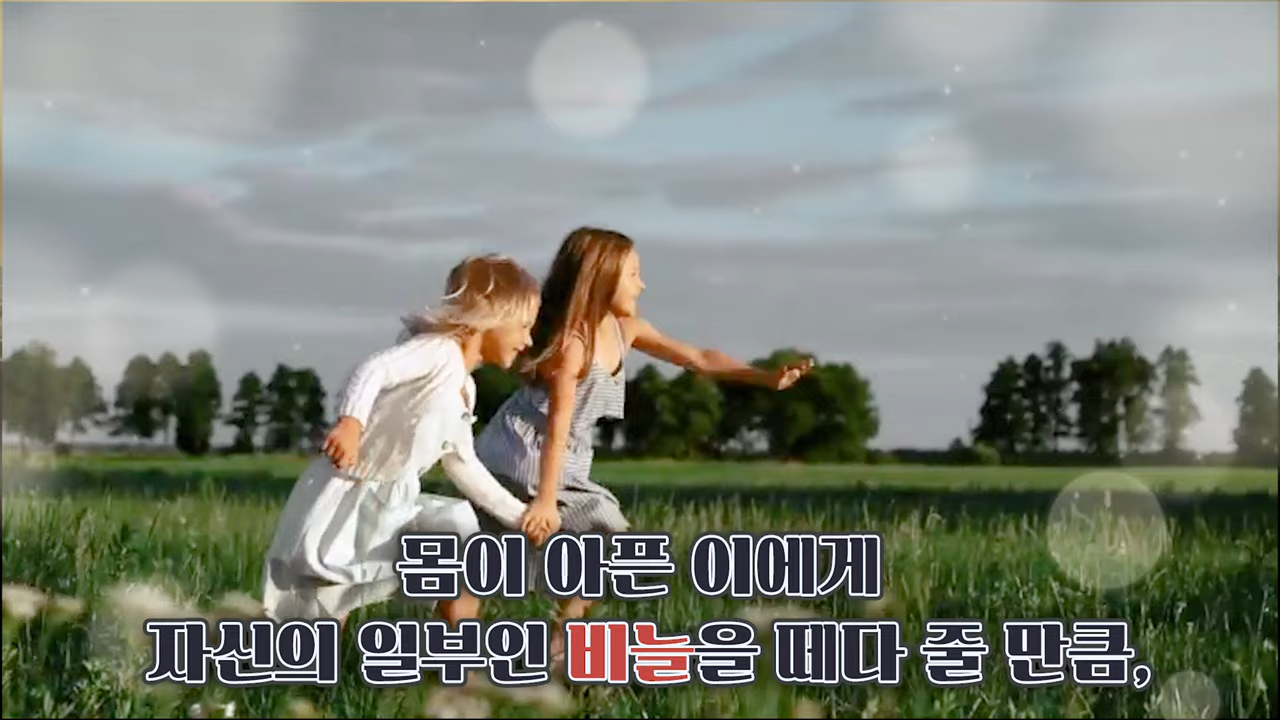 몸이 아픈 이에게
자신의 일부인 비늘을 떼다 줄 만큼,